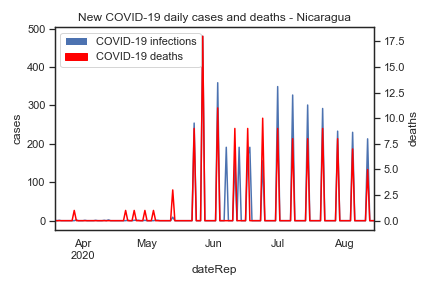 New COVID-19 daily cases and deaths - Nicaragua
COVID-19 infections
COVID-19 deaths
500
400
300
200
100
0
cases
17.5
15.0
12.5
10.0
7.5
5.0
2.5
0.0
deaths
Apr
2020
May
Jun
Jul
Aug
dateRep